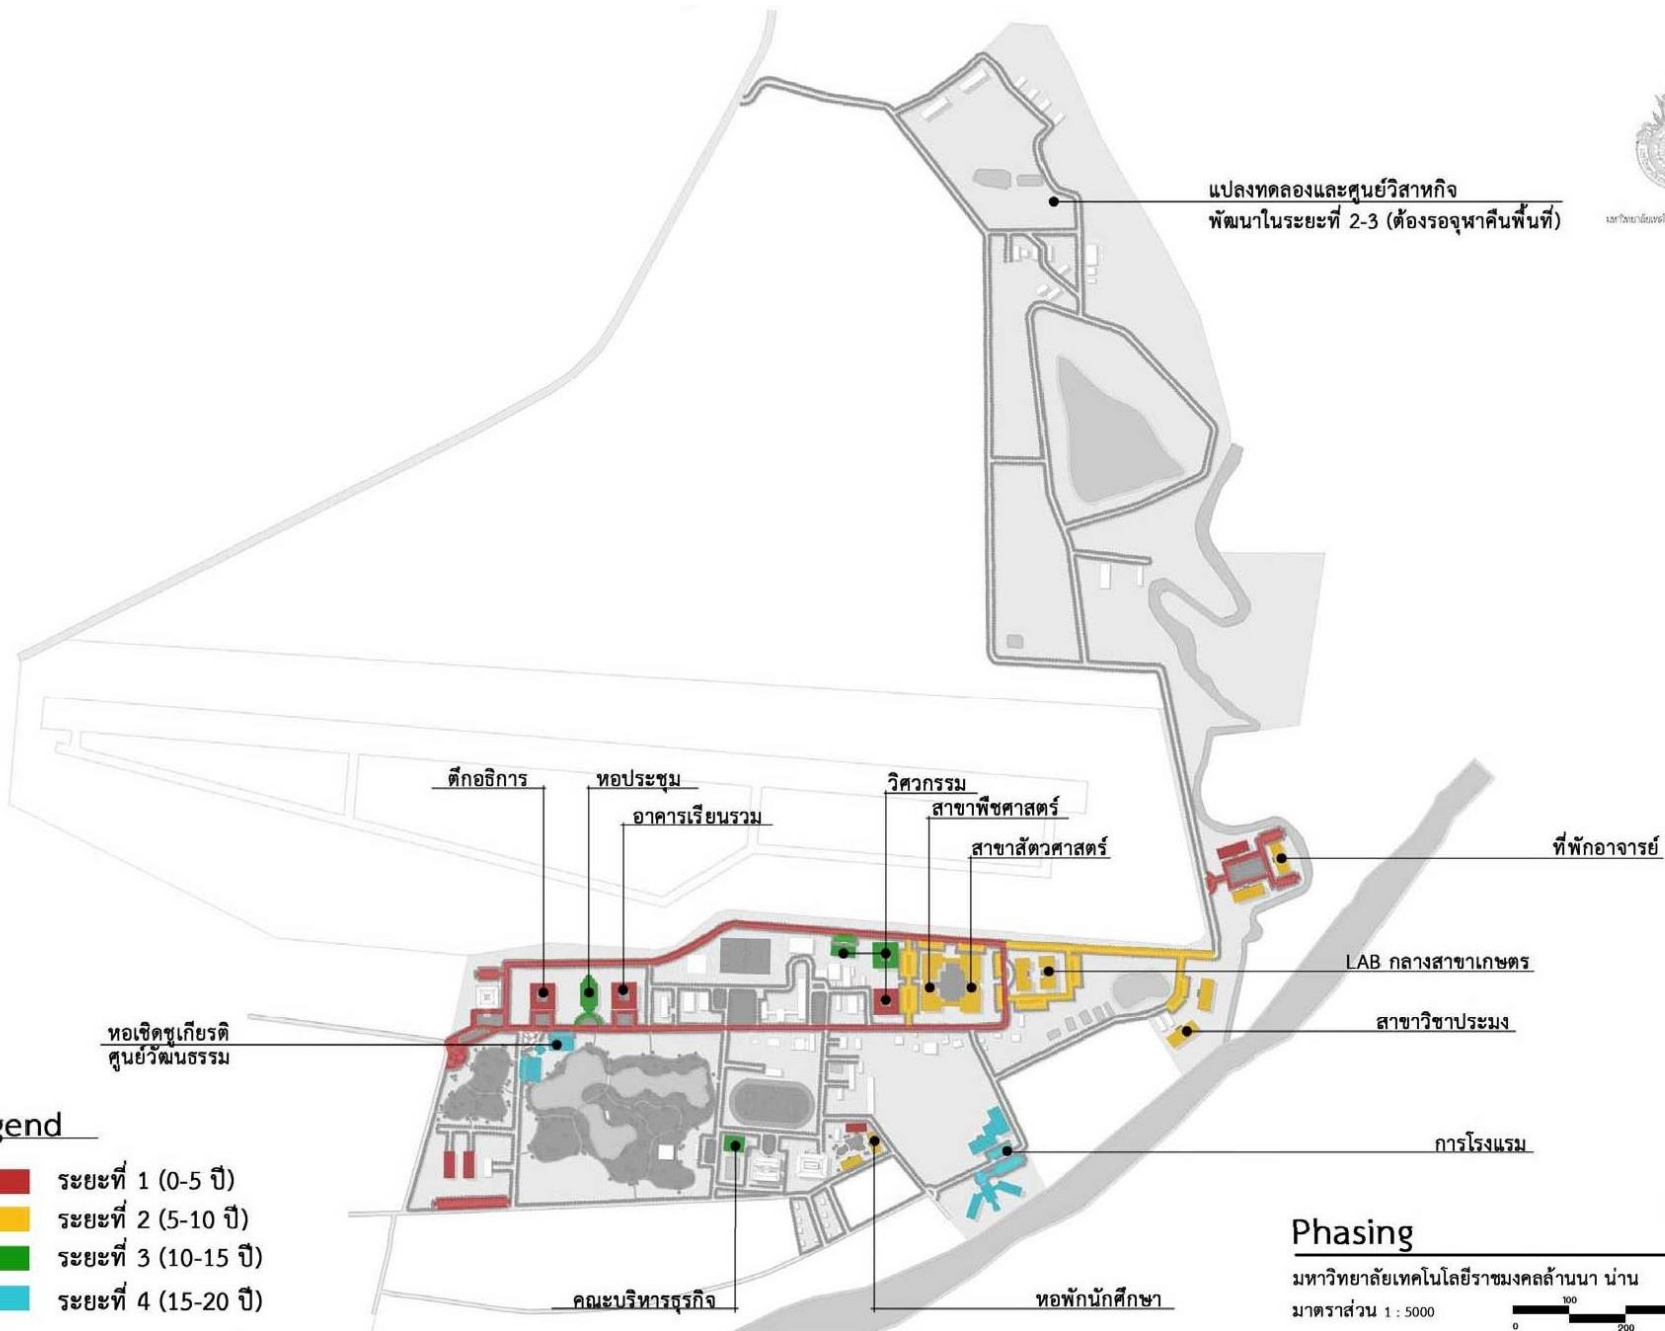 แปลงทดลองและศูนย์วิสาหกิจ
พัฒนาในระยะที่ 2-3 (ต้องรอจุฬาคืนพื้นที่)
ตึกอธิการ
หอประชุม
วิศวกรรม
อาคารเรียนรวม
สาขาพืชศาสตร์
สาขาสัตวศาสตร์
ที่พักอาจารย์
LAB กลางสาขาเกษตร
สาขาวิชาประมง
หอเชิดชูเกียรติ
ศูนย์วัฒนธรรม
การโรงแรม
คณะบริหารธุรกิจ
หอพักนักศึกษา
gend
ระยะที่ 1 (0-5 ปี)
ระยะที่ 2 (5-10 ปี)
ระยะที่ 3 (10-15 ปี)
ระยะที่ 4 (15-20 ปี)
Phasing
มหาวิทยาลัยเทคโนโลยีราชมงคลล้านนา น่าน
มาตราส่วน 1 : 5000
100
0
200